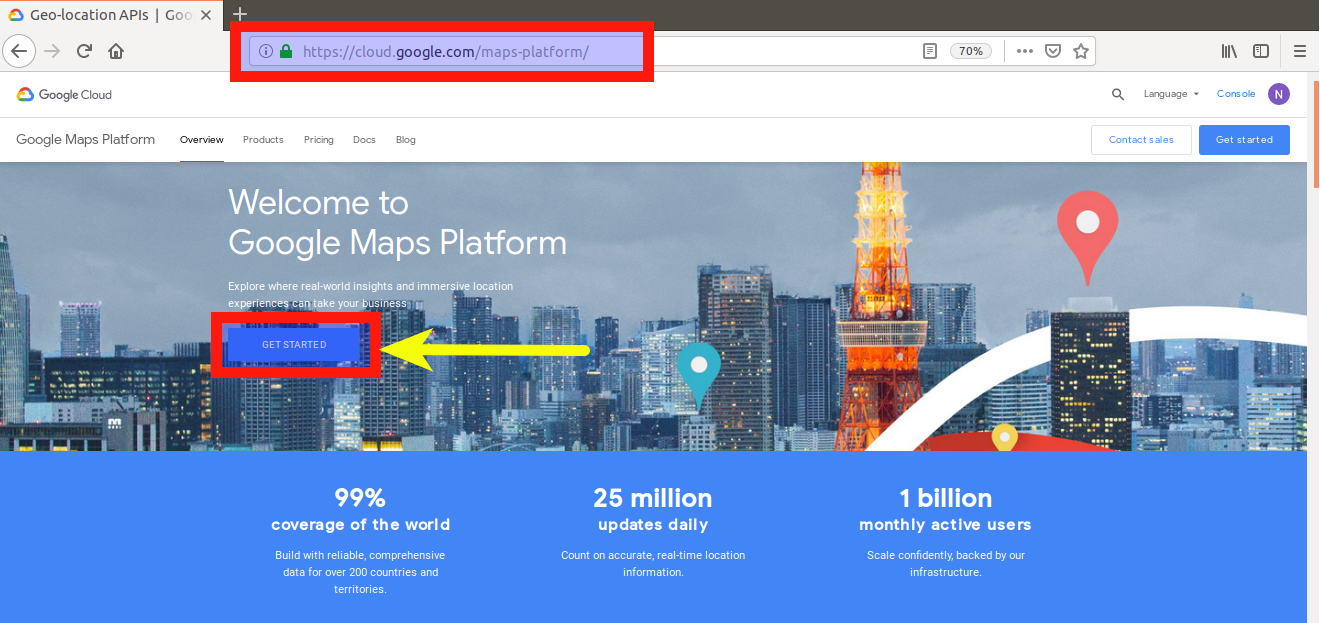 Geo-location APIs | Goo
https://cloud.google.com/maps-platform/
70%
Google Cloud
Language
Console
N
Google Maps Platform
Overview
Products
Pricing
Docs
Blog
Contact sales
Get started
Welcome to
Google Maps Platform
Explore where real-world insights and immersive location
experiences can take your business
GET STARTED
99%
coverage of the world
Build with reliable, comprehensive
data for over 200 countries and
territories.
25 million
updates daily
Count on accurate, real-time location
information.
1 billion
monthly active users
Scale confidently, backed by our
infrastructure.